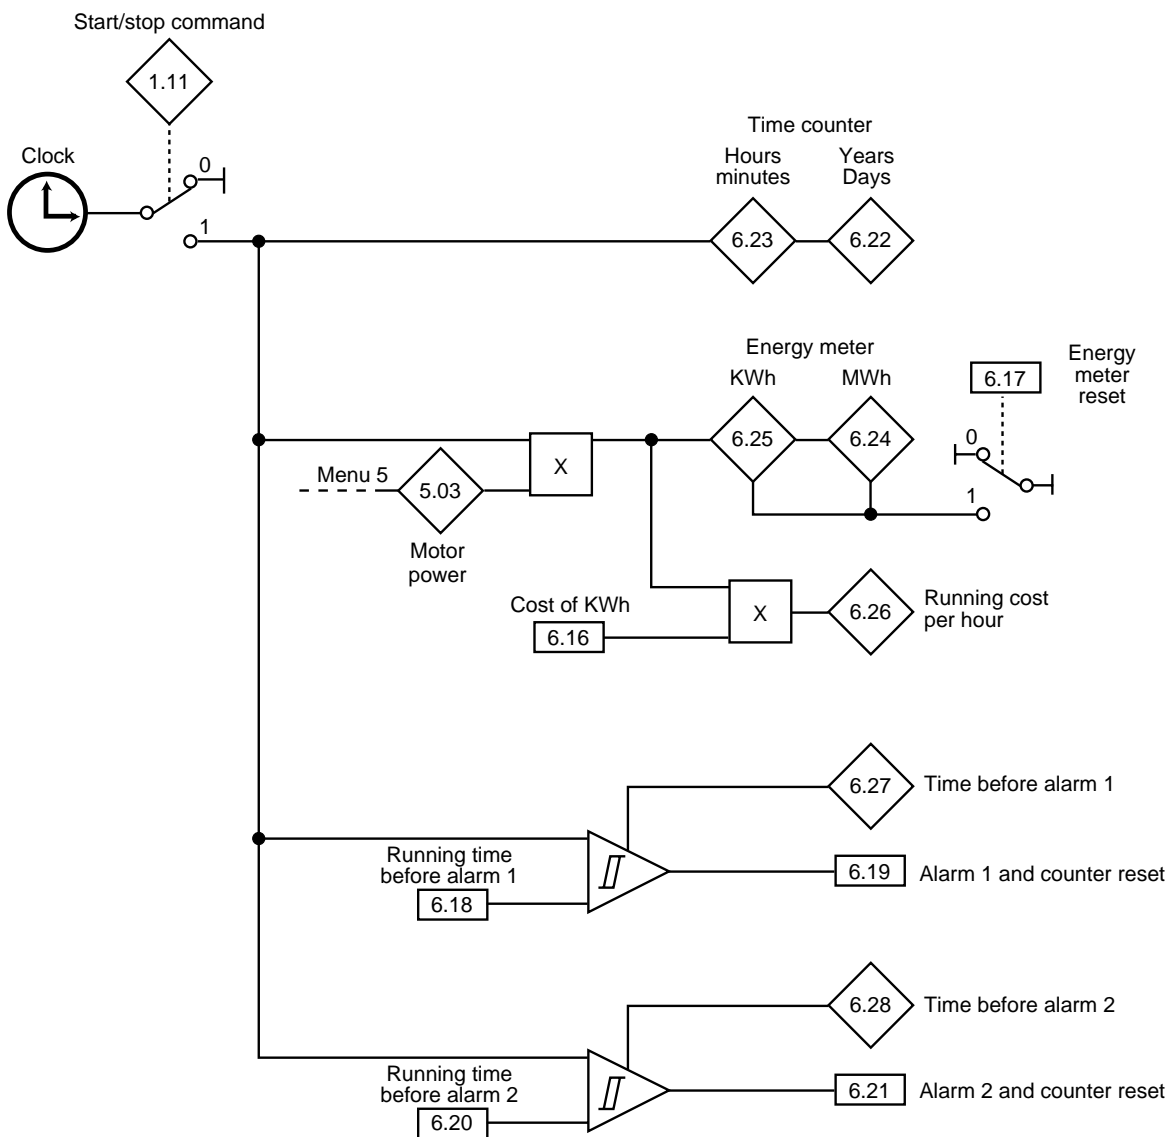 Start/stop command
1.11
Clock
0
1
Time counter
Hours
minutes
Years
Days
6.23
6.22
Energy meter
KWh
MWh
6.25
6.24
6.17
Energy
meter
reset
0
1
X
Menu 5
5.03
Motor
power
Cost of KWh
6.16
X
6.26
Running cost
per hour
6.27
Time before alarm 1
Running time
before alarm 1
6.18
6.19
Alarm 1 and counter reset
6.28
Time before alarm 2
Running time
before alarm 2
6.20
6.21
Alarm 2 and counter reset